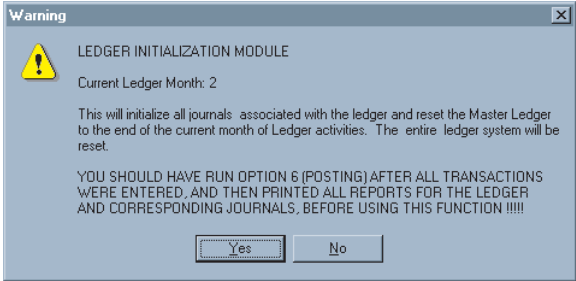 Warning
LEDGER INITIALIZATION MODULE
Current Ledger Month: 2
This will initialize all journals associated with the ledger and reset the Master Ledger
to the end of the current month of Ledger activities. The entire ledger system will be
reset.
YOU SHOULD HAVE RUN OPTION 6 (POSTING) AFTER ALL TRANSACTIONS
WERE ENTERED, AND THEN PRINTED ALL REPORTS FOR THE LEDGER
AND CORRESPONDING JOURNALS, BEFORE USING THIS FUNCTION !!!!!
Yes No